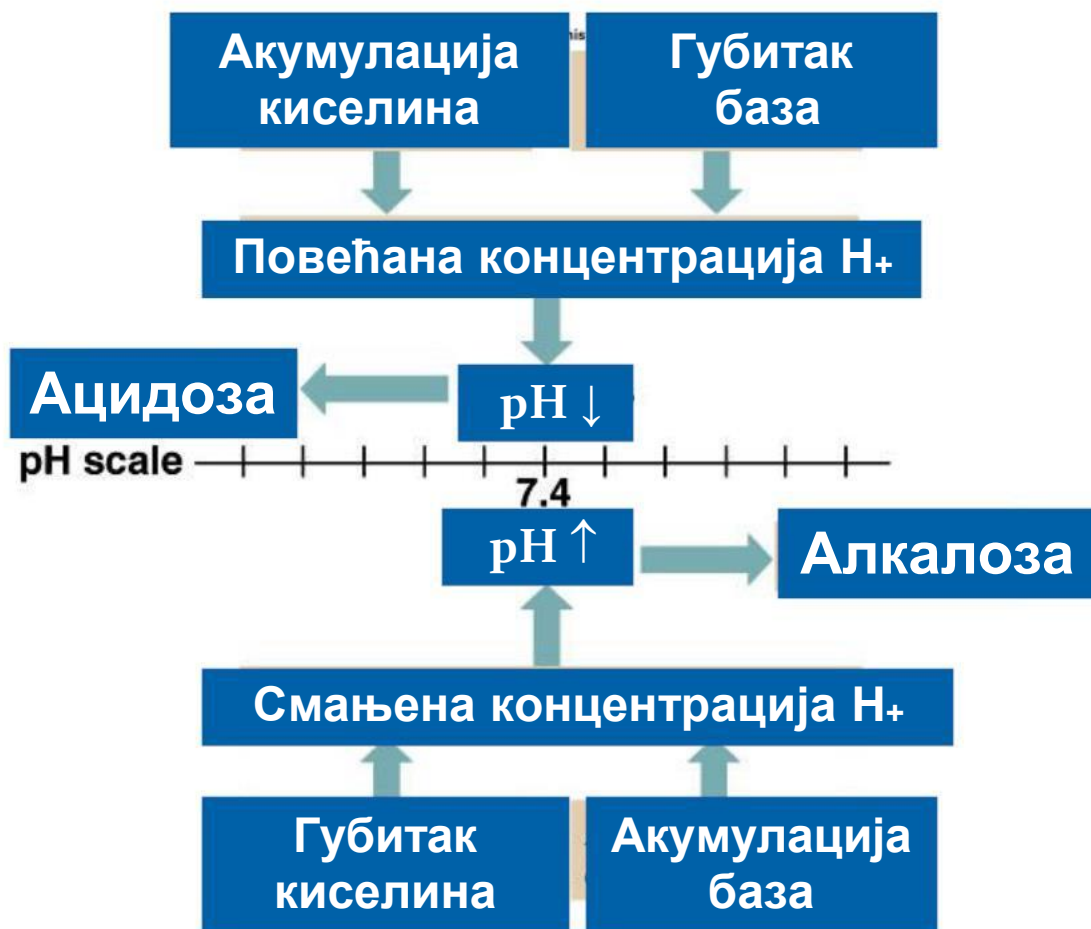 Акумулација
киселина
Губитак
база
Повећана концентрација Н+
Ацидоза
pH ↓
pH scale
7.4
pH ↑
Алкалоза
Смањена концентрација Н+
Губитак
киселина
Акумулација
база